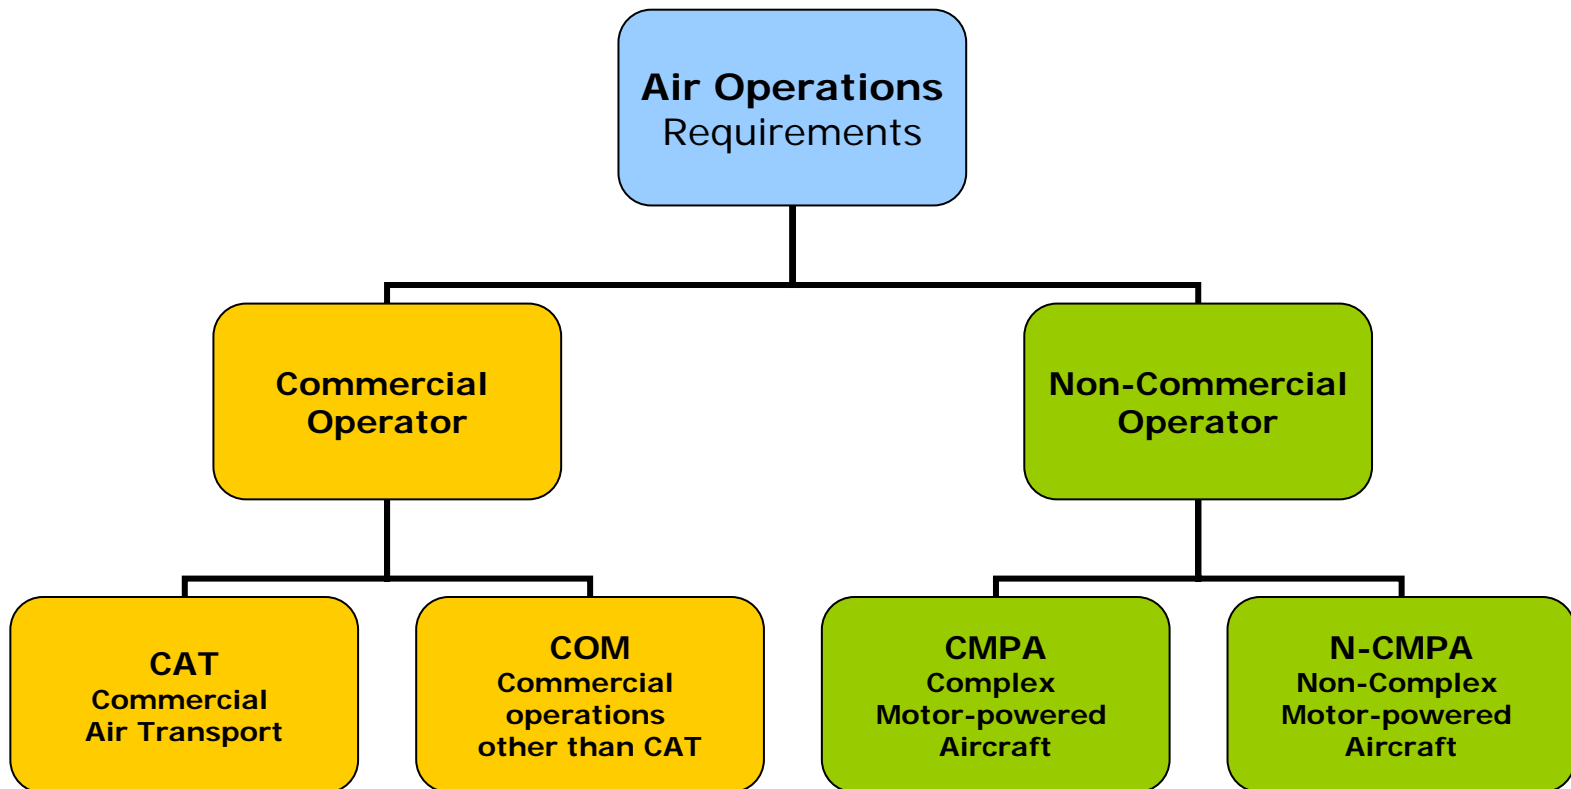 Air Operations
Requirements
Commercial
Operator
Non-Commercial
Operator
CAT
Commercial
Air Transport
COM
Commercial
operations
other than CAT
CMPA
Complex
Motor-powered
Aircraft
N-CMPA
Non-Complex
Motor-powered
Aircraft